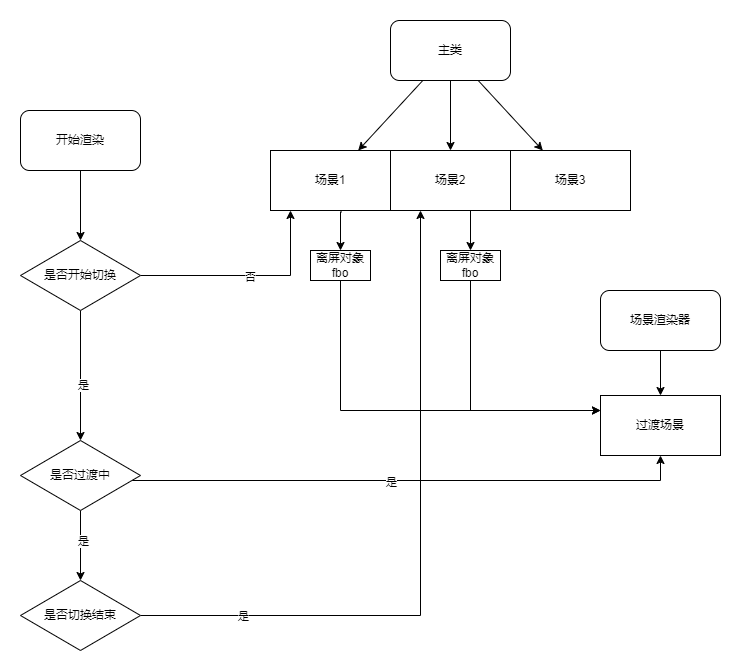 主类
开始渲染
场景1
场景2
场景3
是否开始切换
否
离屏对象
fbo
离屏对象
fbo
场景渲染器
是
过渡场景
是否过渡中
是
是
是否切换结束
是